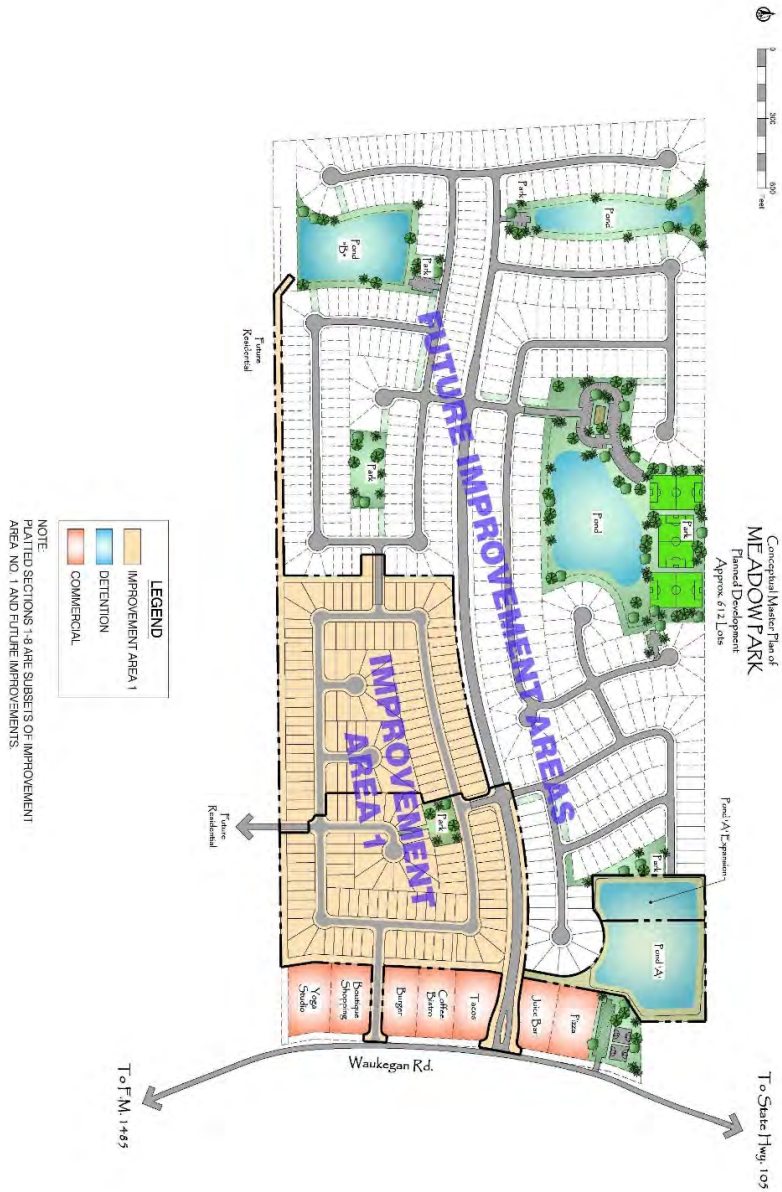 Conceptual Master Plan of
MEADOW PARK
Planned Development
Approx. 612 Lots
0
300
600
Feet
Park
Pond
Pond
"B"
Park
Park
Pond
Park
FUTURE IMPROVEMENT AREAS
Future
Residential
Park
Pond 'A' Expansion
Pond 'A'
IMPROVEMENT
AREA 1
Park
Future
Residential
Pizza
Juice Bar
Tacos
Coffee
Bistro
Burger
Boutique
Shopping
Yoga
Studio
Waukegan Rd.
To State Hwy. 105
To F.M. 1485
LEGEND
IMPROVEMENT AREA 1
DETENTION
COMMERCIAL
NOTE:
PLATTED SECTIONS 1-8 ARE SUBSETS OF IMPROVEMENT
AREA NO. 1 AND FUTURE IMPROVEMENTS.